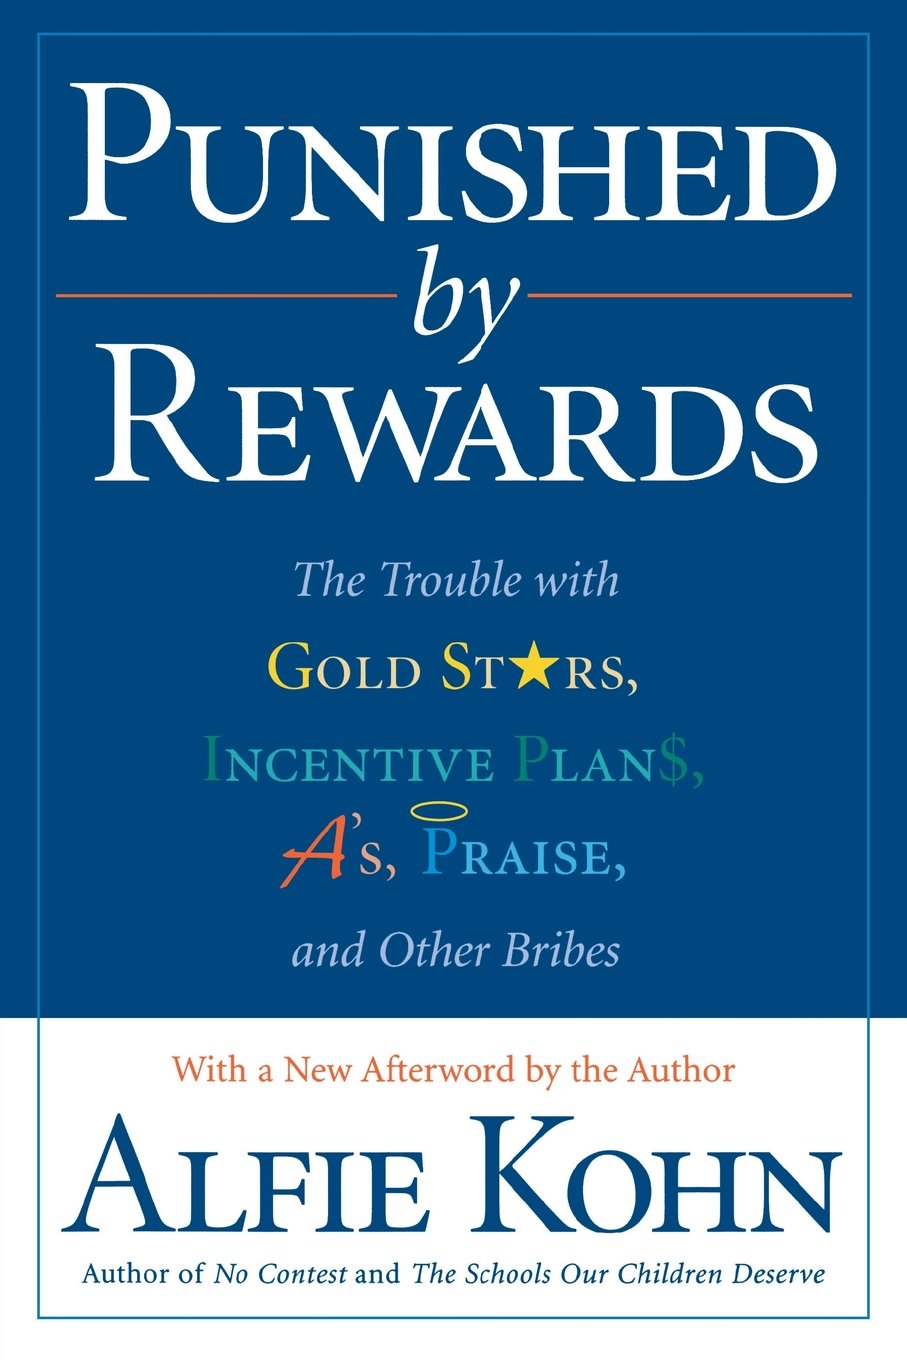 PUNISHED
by
REWARDS
The Trouble with
GOLD ST★RS,
INCENTIVE PLAN$,
A's, PRAISE,
and Other Bribes
With a New Afterword by the Author
ALFIE KOHN
Author of No Contest and The Schools Our Children Deserve